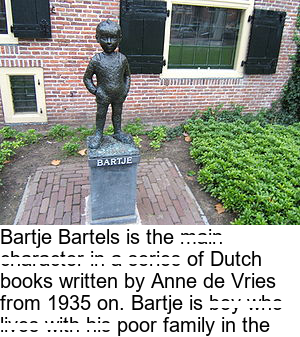 BARTJE
Bartje Bartels is the
of Dutch
books written by Anne de Vries
from 1935 on. Bartje is
poor family in the